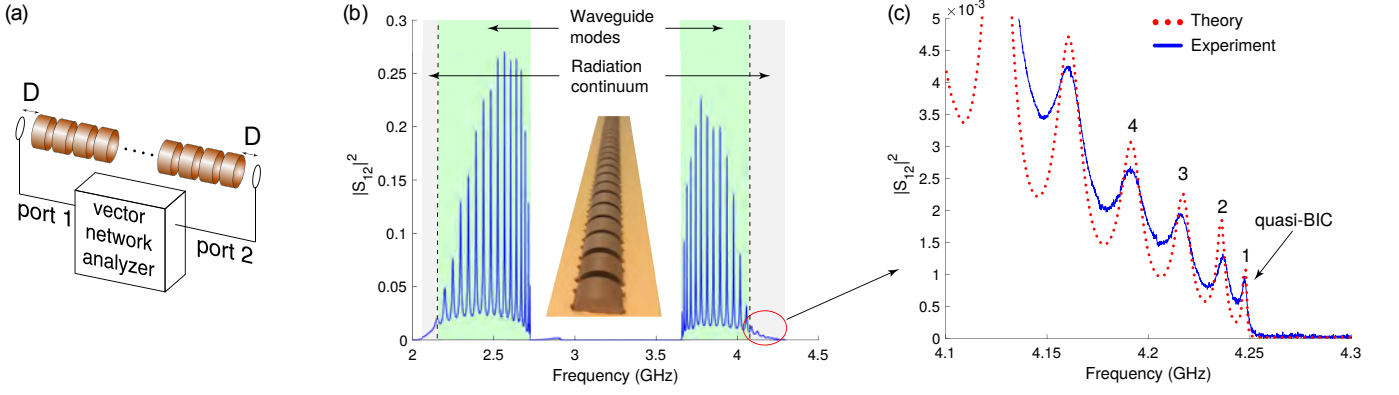 (a)
D
D
port 1
vector
network
analyzer
port 2
(b)
|S12|^2
0.3
0.25
0.2
0.15
0.1
0.05
0
2
2.5
3
3.5
4
4.5
Frequency (GHz)
Waveguide
modes
Radiation
continuum
(c)
×10^-3
|S12|^2
5
4.5
4
3.5
3
2.5
2
1.5
1
0.5
0
4.1
4.15
4.2
4.25
4.3
Frequency (GHz)
Theory
Experiment
4
3
2
1
quasi-BIC